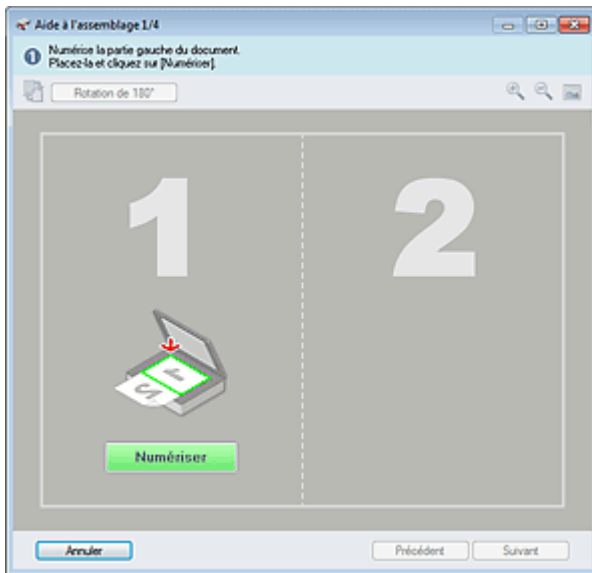 Aide à l'assemblage 1/4
Numérise la partie gauche du document.
Placez-la et cliquez sur [Numériser].
Rotation de 180°
1
2
Numériser
Annuler
Précédent
Suivant